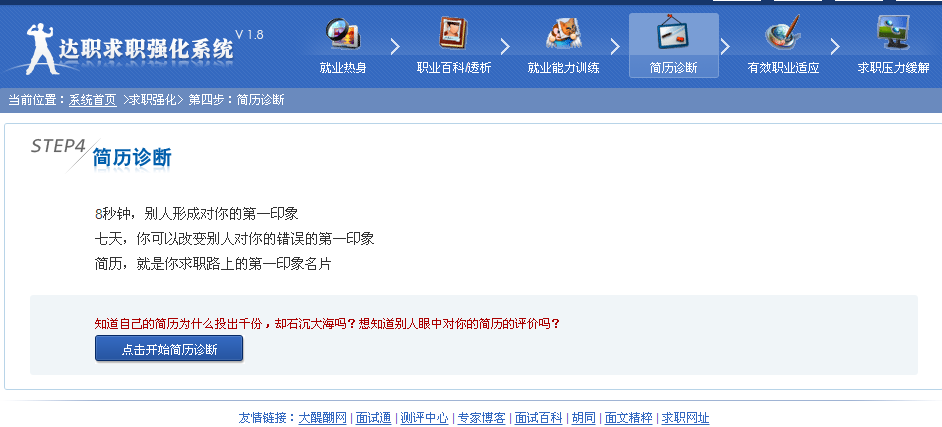 达职求职强化系统 V 1.8
就业热身 职业百科/透析 就业能力训练 简历诊断 有效职业适应 求职压力缓解
当前位置：系统首页 >求职强化> 第四步：简历诊断
STEP4 简历诊断
8秒钟，别人形成对你的第一印象
七天，你可以改变别人对你的错误的第一印象
简历，就是你求职路上的第一印象名片
知道自己的简历为什么投出千份，却石沉大海吗？想知道别人眼中对你的简历的评价吗？
点击开始简历诊断
友情链接：大醍醐网 | 面试通 | 测评中心 | 专家博客 | 面试百科 | 胡同 | 面文精粹 | 求职网址